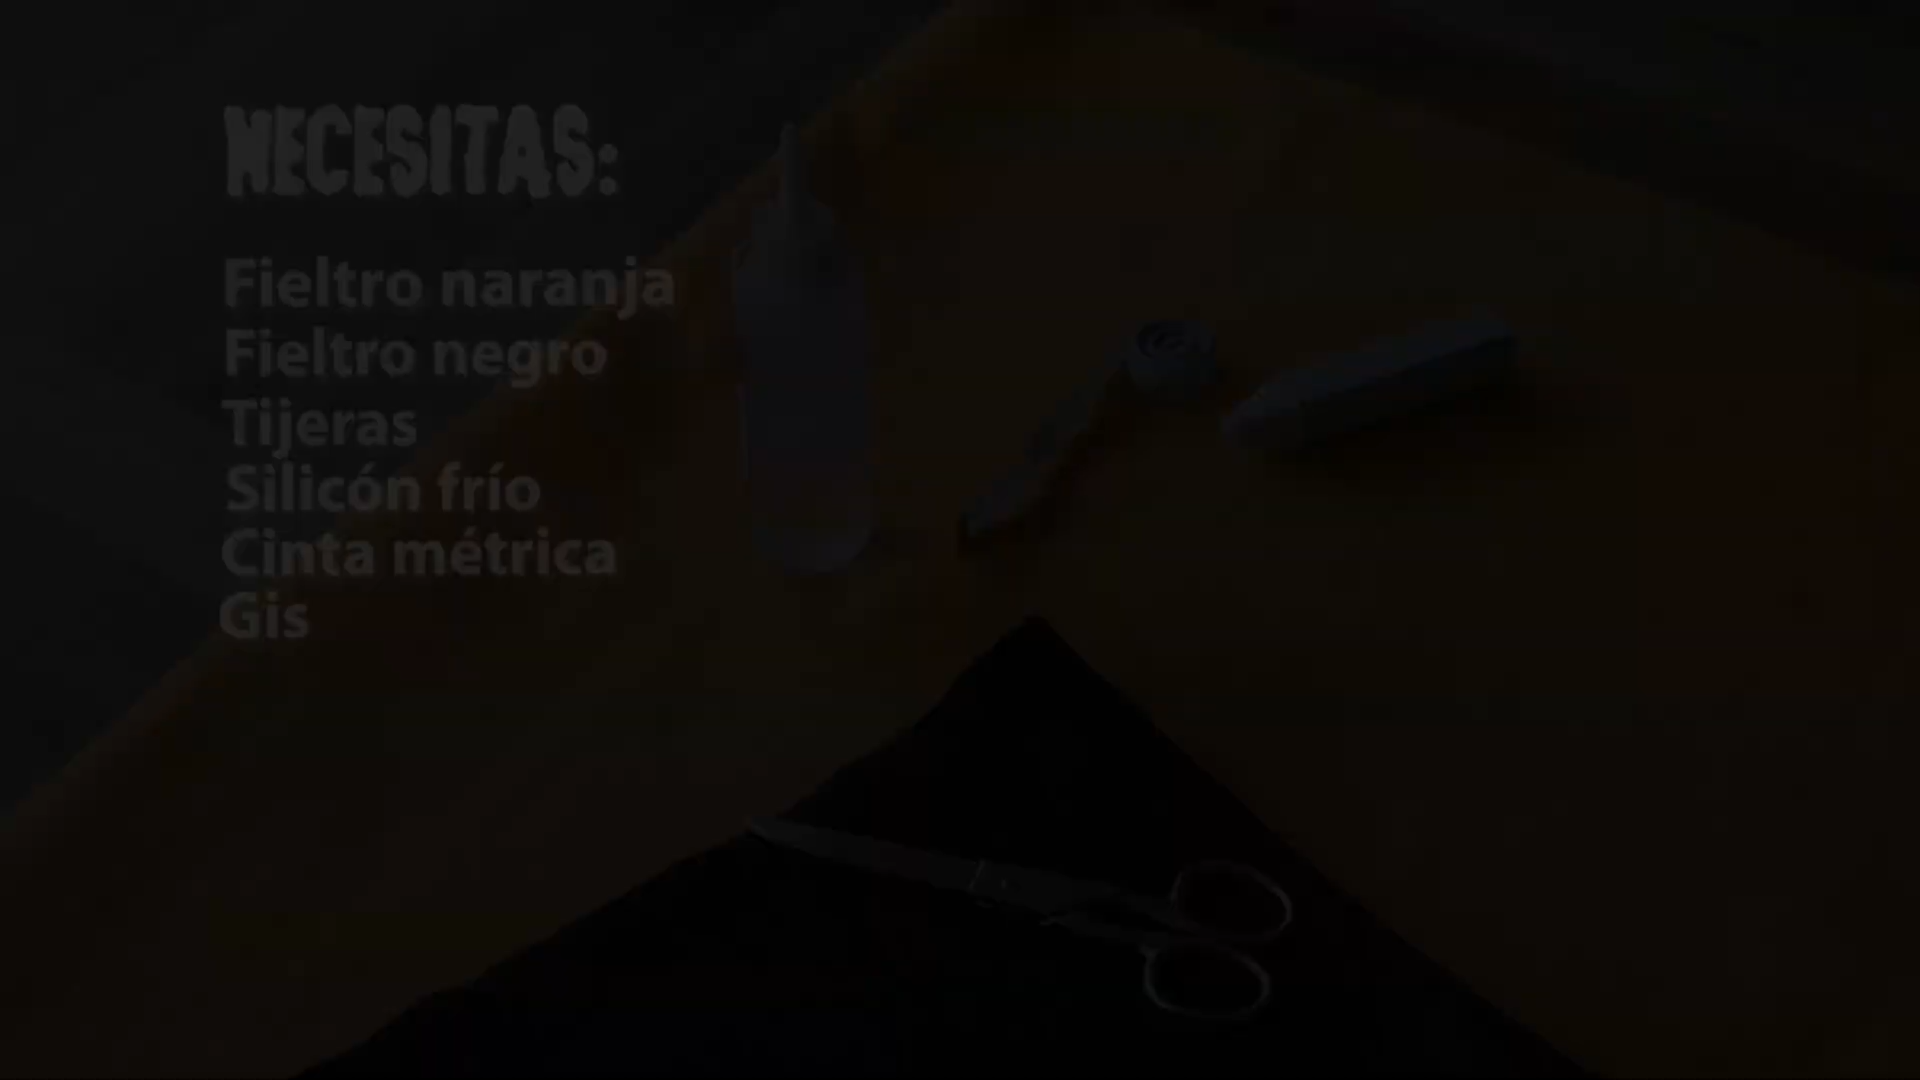 NECESITAS:
Fieltro naranja
Fieltro negro
Tijeras
Silicón frío
Cinta métrica
Gis